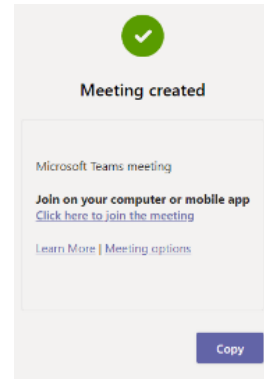 Meeting created
Microsoft Teams meeting
Join on your computer or mobile app
Click here to join the meeting
Learn More | Meeting options
Copy